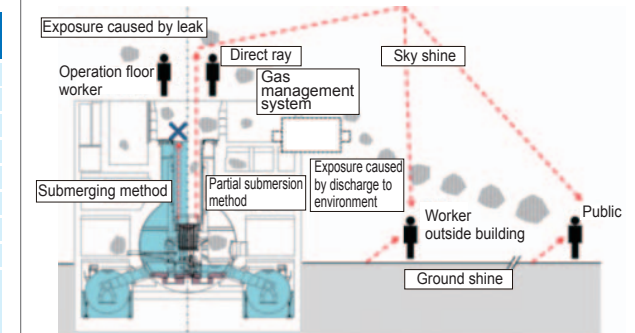 Exposure caused by leak
Direct ray
Sky shine
Operation floor
worker
Gas
management
system
Submerging method
Partial submersion
method
Exposure caused
by discharge to
environment
Worker
outside building
Public
Ground shine